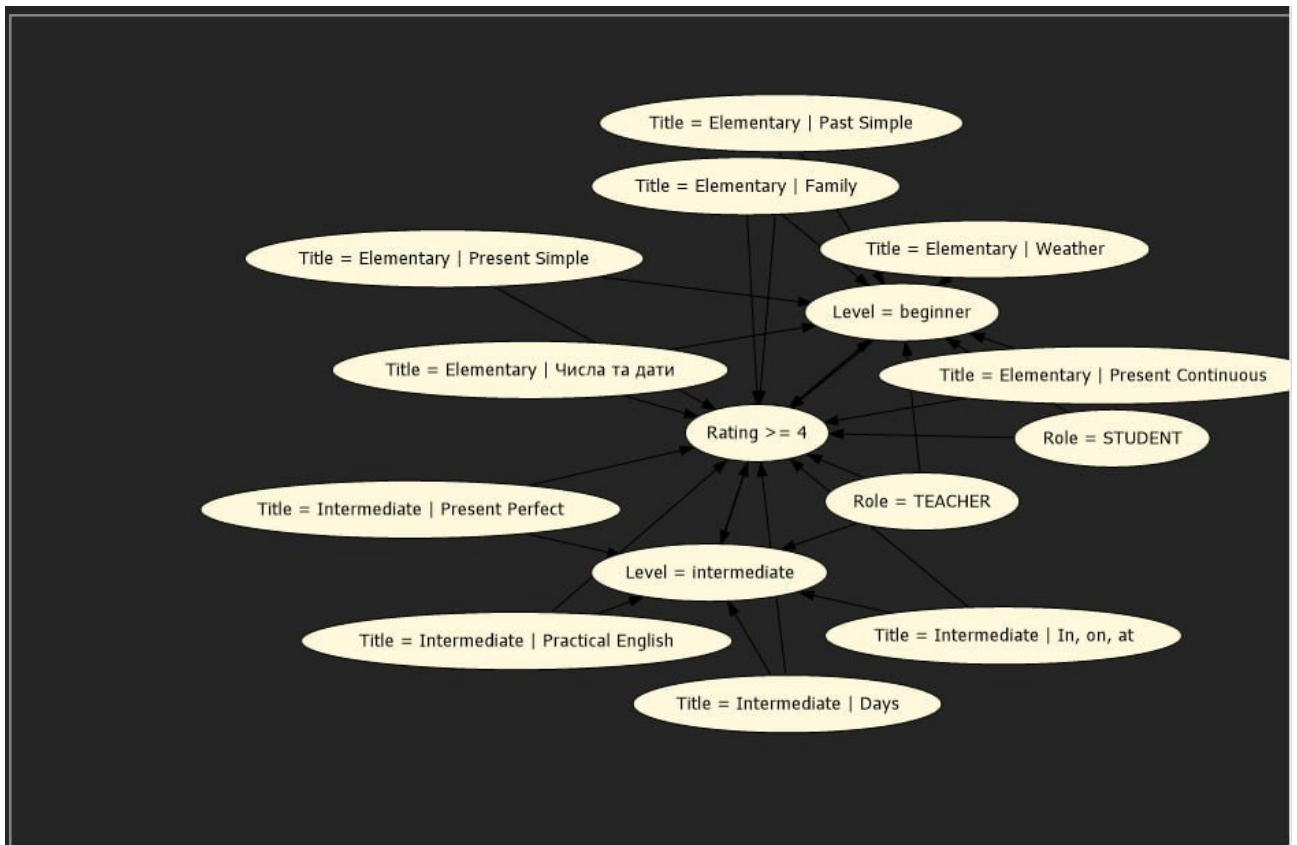 Title = Elementary | Past Simple
Title = Elementary | Family
Title = Elementary | Weather
Title = Elementary | Present Simple
Level = beginner
Title = Elementary | Числа та дати
Title = Elementary | Present Continuous
Rating >= 4
Role = STUDENT
Role = TEACHER
Title = Intermediate | Present Perfect
Level = intermediate
Title = Intermediate | In, on, at
Title = Intermediate | Practical English
Title = Intermediate | Days